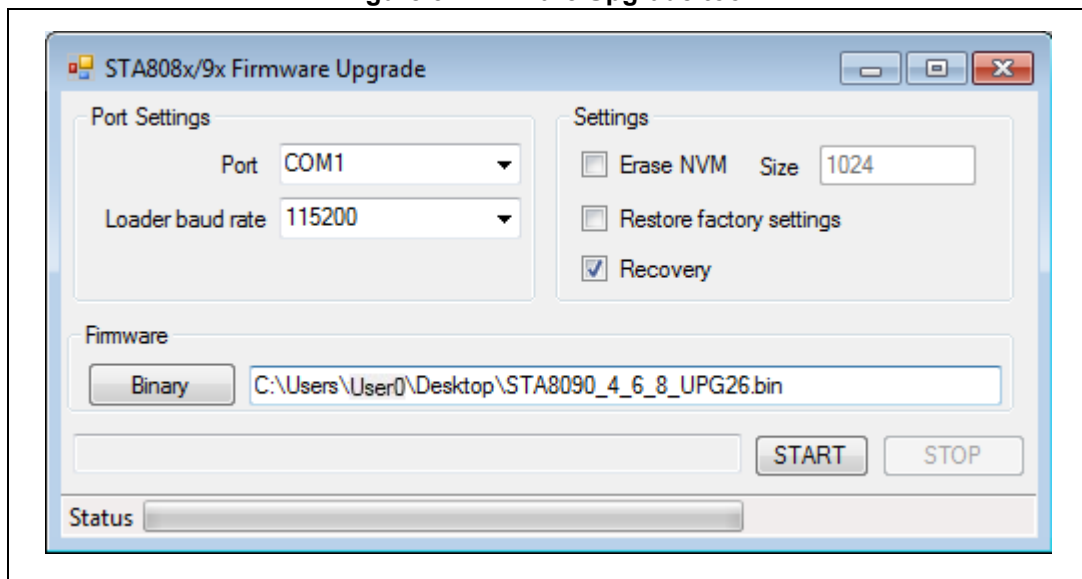 STA808x/9x Firmware Upgrade
Port Settings
Port COM1
Loader baud rate 115200
Settings
Erase NVM Size 1024
Restore factory settings
Recovery
Firmware
Binary C:\Users\User0\Desktop\STA8090_4_6_8_UPG26.bin
START STOP
Status